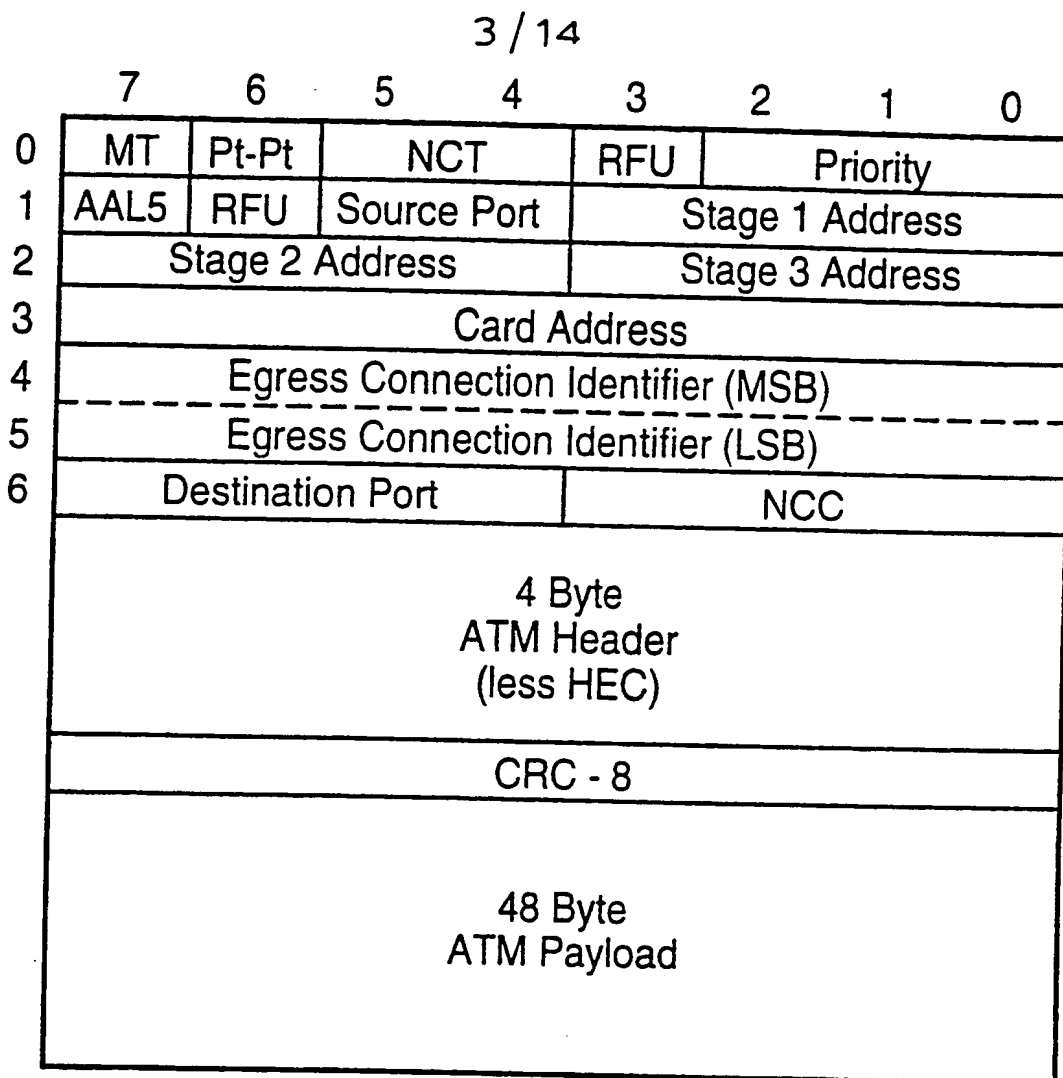 3/14
7 6 5 4 3 2 1 0
0 MT Pt-Pt NCT RFU Priority
1 AAL5 RFU Source Port Stage 1 Address
2 Stage 2 Address Stage 3 Address
3 Card Address
4 Egress Connection Identifier (MSB)
5 Egress Connection Identifier (LSB)
6 Destination Port NCC
4 Byte
ATM Header
(less HEC)
CRC - 8
48 Byte
ATM Payload